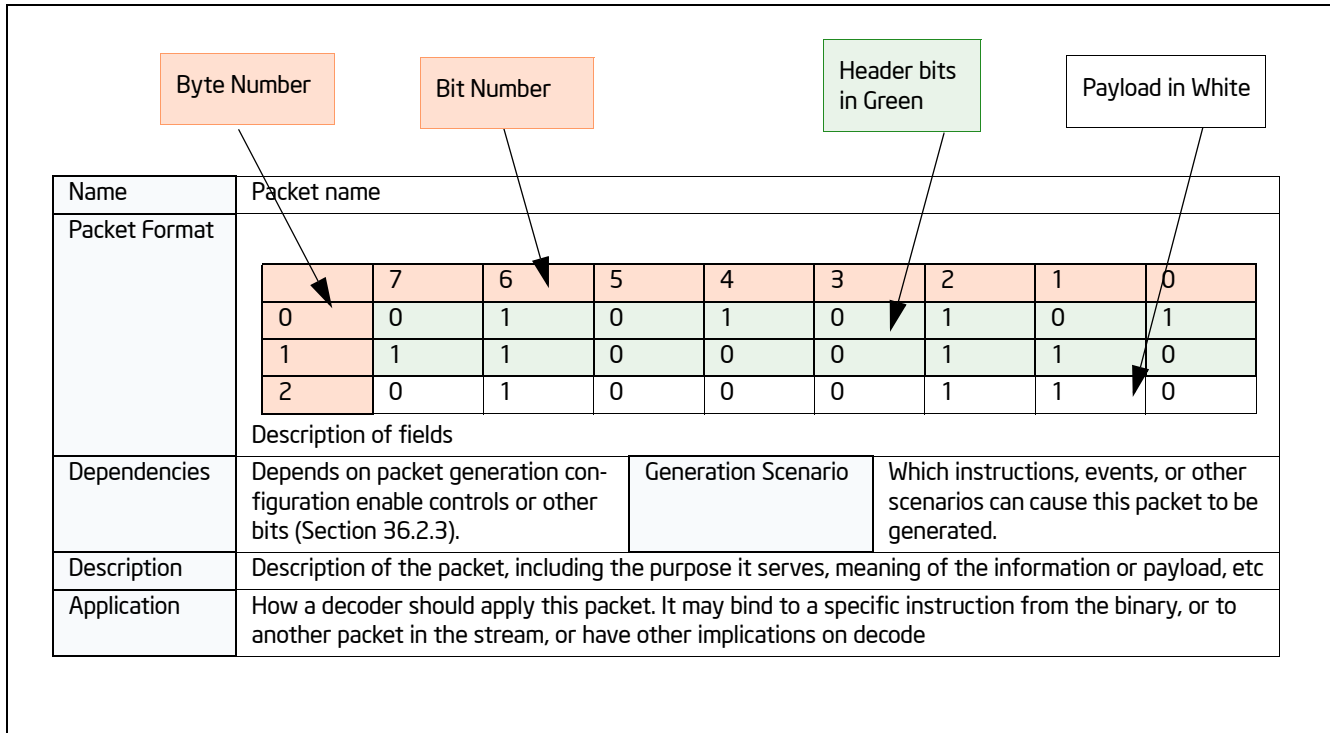 Byte Number
Bit Number
Header bits
in Green
Payload in White
Name Packet name
Packet Format
7 6 5 4 3 2 1 0
0 0 1 0 1 0 1 0 1
1 1 1 0 0 0 1 1 0
2 0 1 0 0 0 1 1 0
Description of fields
Dependencies Depends on packet generation con-
figuration enable controls or other
bits (Section 36.2.3).
Generation Scenario Which instructions, events, or other
scenarios can cause this packet to be
generated.
Description Description of the packet, including the purpose it serves, meaning of the information or payload, etc
Application How a decoder should apply this packet. It may bind to a specific instruction from the binary, or to
another packet in the stream, or have other implications on decode